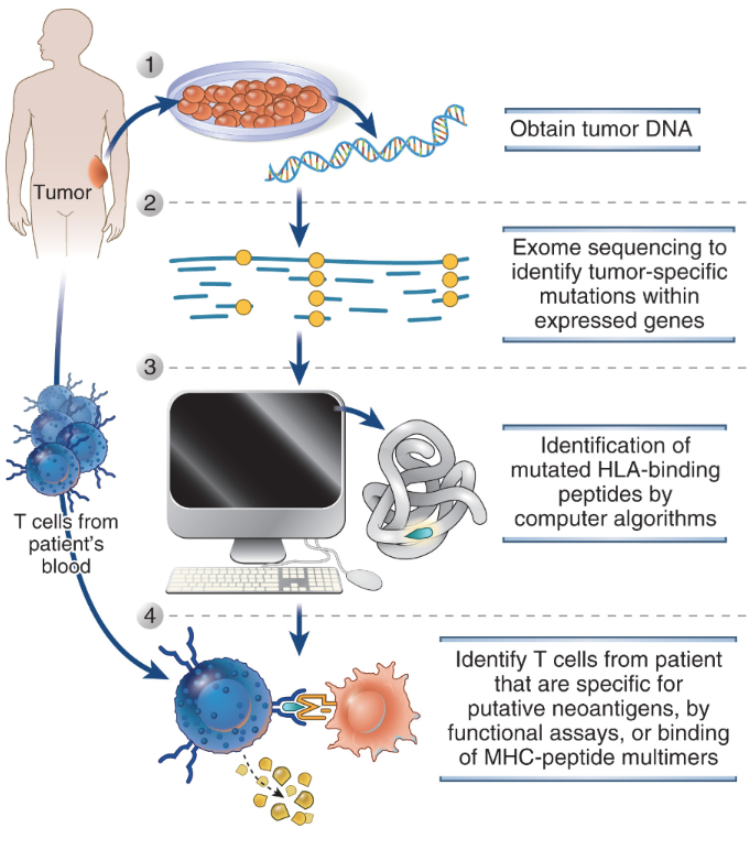 1
Obtain tumor DNA
Tumor
2
Exome sequencing to
identify tumor-specific
mutations within
expressed genes
3
Identification of
mutated HLA-binding
peptides by
computer algorithms
T cells from
patient's
blood
4
Identify T cells from patient
that are specific for
putative neoantigens, by
functional assays, or binding
of MHC-peptide multimers